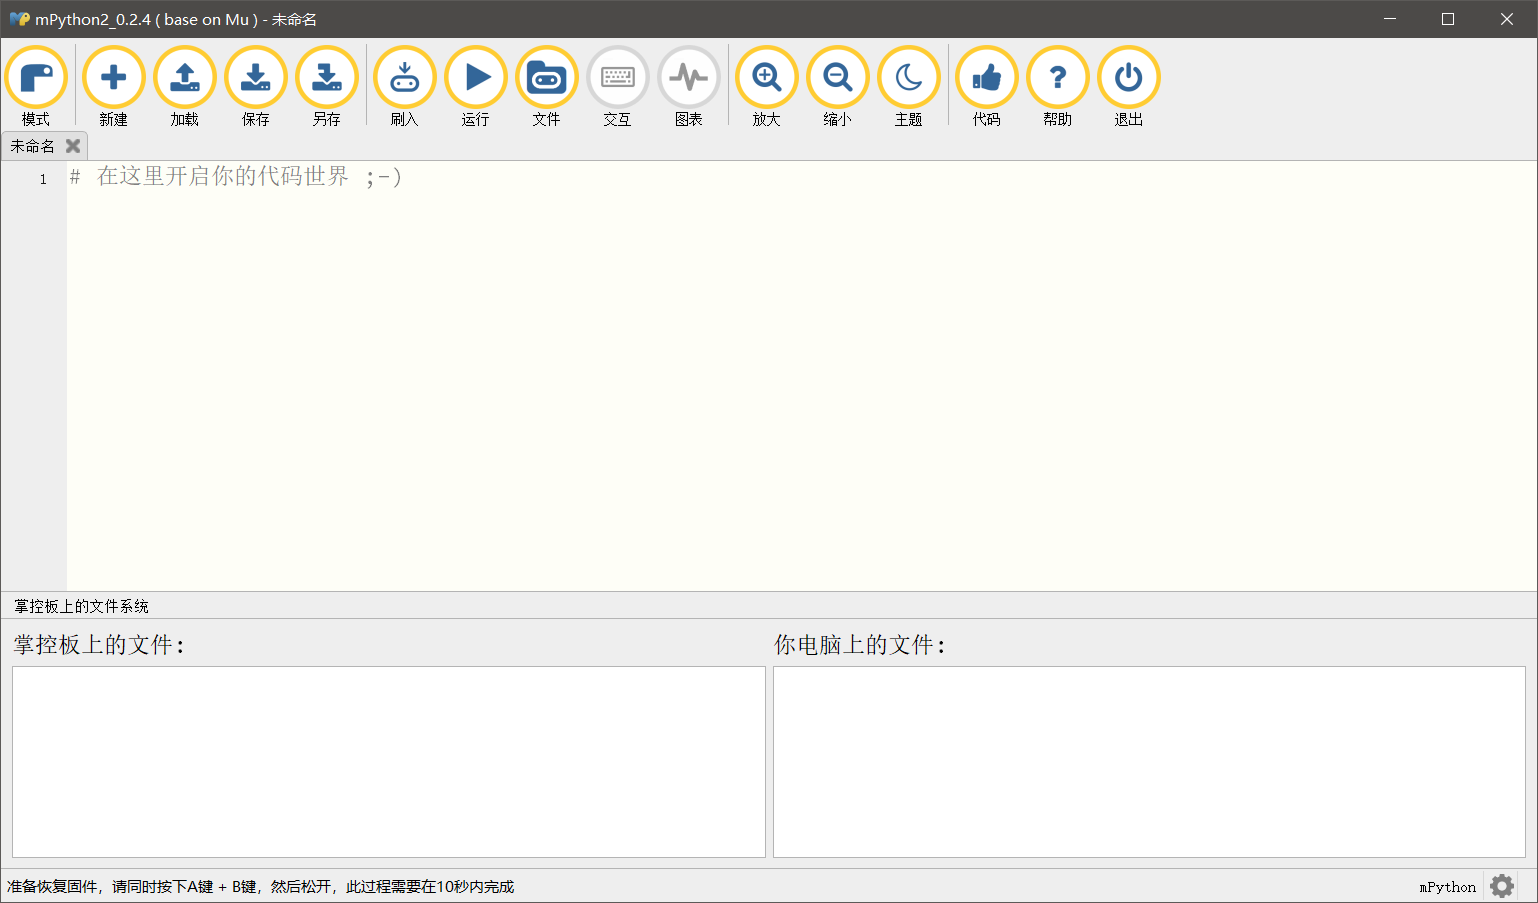 mPython2_0.2.4 ( base on Mu ) - 未命名
模式 新建 加载 保存 另存 刷入 运行 文件 交互 图表 放大 缩小 主题 代码 帮助 退出
未命名
1 # 在这里开启你的代码世界 ;-)
掌控板上的文件系统
掌控板上的文件： 你电脑上的文件：
准备恢复固件，请同时按下A键 + B键，然后松开，此过程需要在10秒内完成 mPython